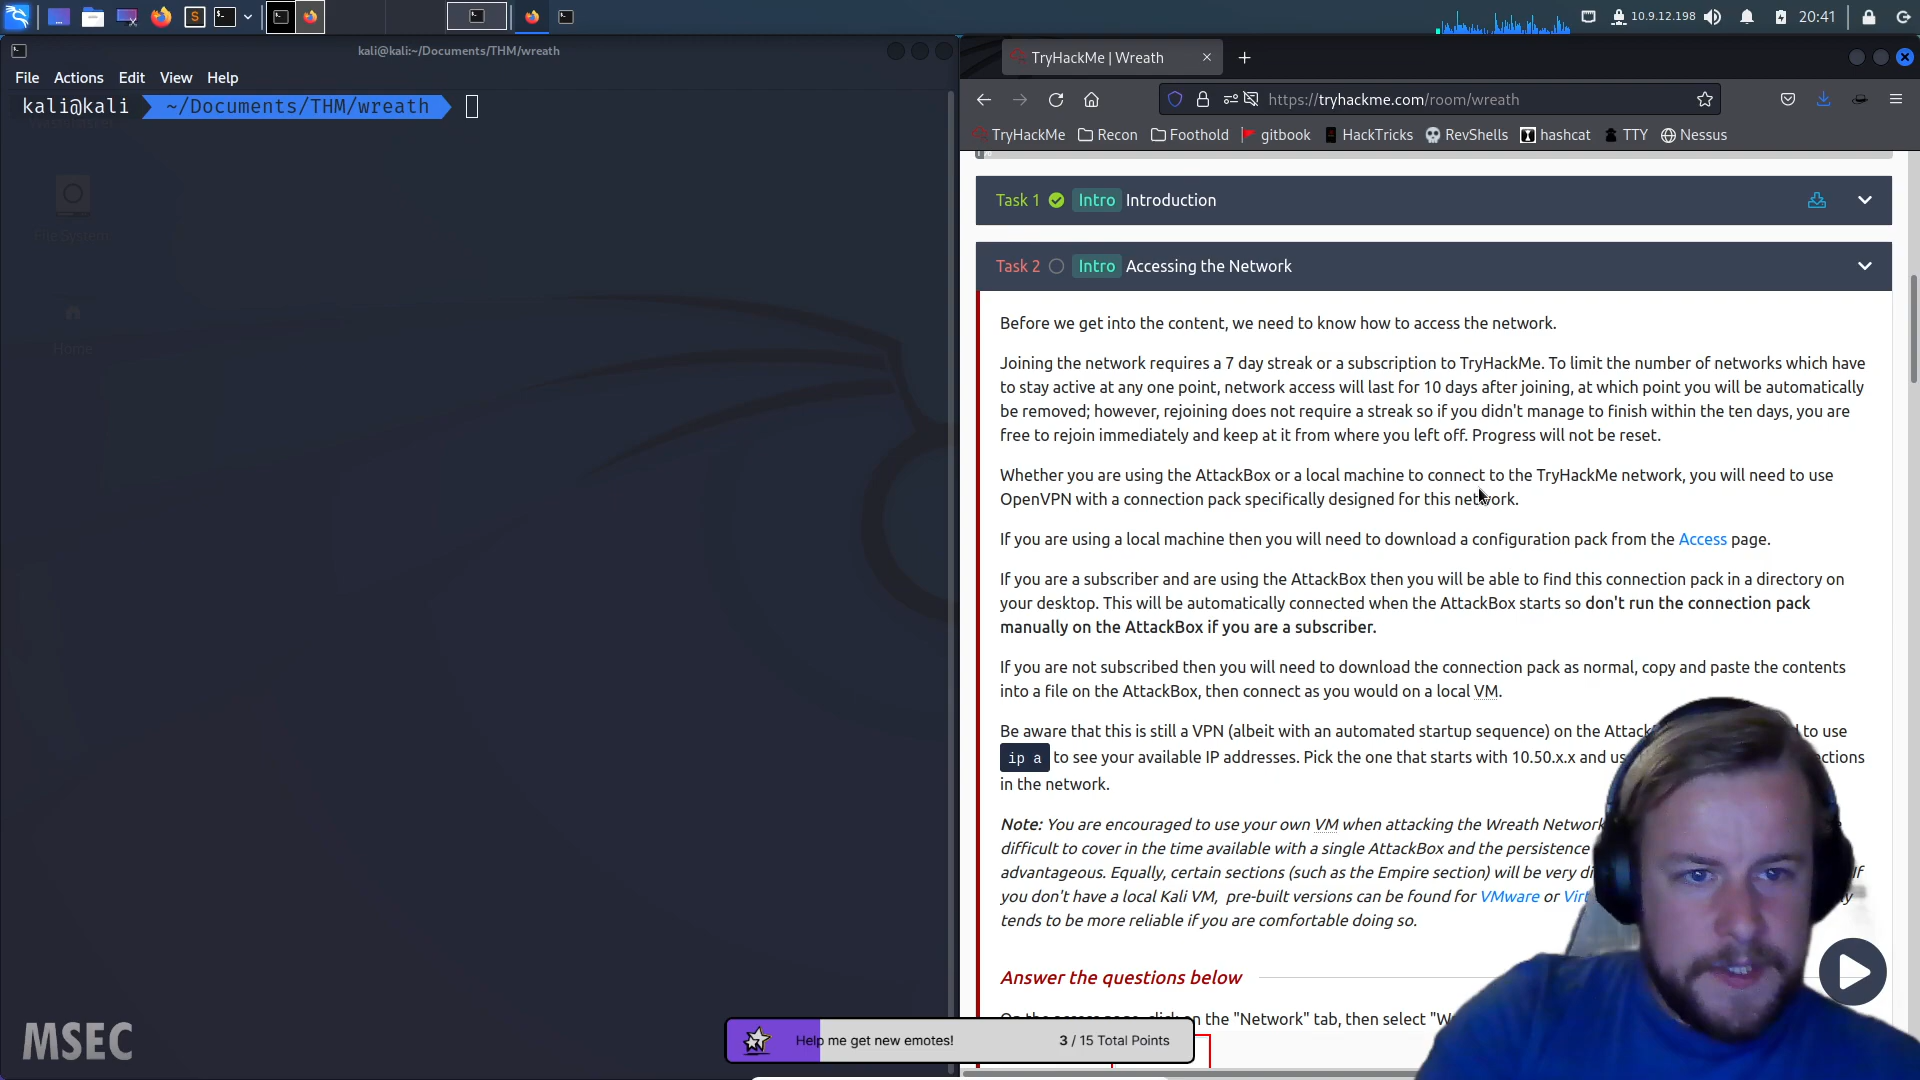 10.9.12.198
20:41
kali@kali:~/Documents/THM/wreath
File Actions Edit View Help
kali@kali ~/Documents/THM/wreath
File System
Home
TryHackMe | Wreath
https://tryhackme.com/room/wreath
TryHackMe Recon Foothold gitbook HackTricks RevShells hashcat TTY Nessus
Task 1 Intro Introduction
Task 2 Intro Accessing the Network
Before we get into the content, we need to know how to access the network.
Joining the network requires a 7 day streak or a subscription to TryHackMe. To limit the number of networks which have
to stay active at any one point, network access will last for 10 days after joining, at which point you will be automatically
be removed; however, rejoining does not require a streak so if you didn't manage to finish within the ten days, you are
free to rejoin immediately and keep at it from where you left off. Progress will not be reset.
Whether you are using the AttackBox or a local machine to connect to the TryHackMe network, you will need to use
OpenVPN with a connection pack specifically designed for this network.
If you are using a local machine then you will need to download a configuration pack from the Access page.
If you are a subscriber and are using the AttackBox then you will be able to find this connection pack in a directory on
your desktop. This will be automatically connected when the AttackBox starts so don't run the connection pack
manually on the AttackBox if you are a subscriber.
If you are not subscribed then you will need to download the connection pack as normal, copy and paste the contents
into a file on the AttackBox, then connect as you would on a local VM.
Be aware that this is still a VPN (albeit with an automated startup sequence) on the Attack to use
ip a to see your available IP addresses. Pick the one that starts with 10.50.x.x and us ctions
in the network.
Note: You are encouraged to use your own VM when attacking the Wreath Network
difficult to cover in the time available with a single AttackBox and the persistence
advantageous. Equally, certain sections (such as the Empire section) will be very di If
you don't have a local Kali VM, pre-built versions can be found for VMware or Virt
tends to be more reliable if you are comfortable doing so.
Answer the questions below
On the access page, click on the "Network" tab, then select "W
MSEC
Help me get new emotes! 3 / 15 Total Points